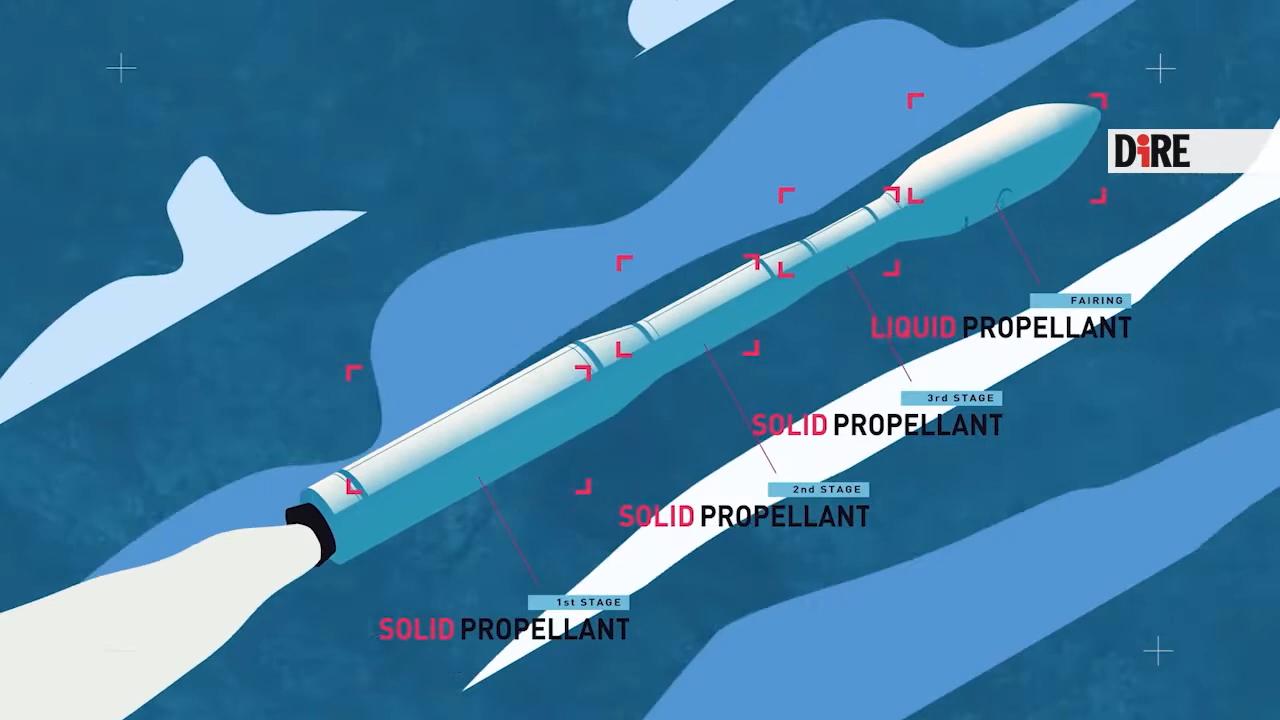 DiRE
FAIRING
LIQUID PROPELLANT
3rd STAGE
SOLID PROPELLANT
2nd STAGE
SOLID PROPELLANT
1st STAGE
SOLID PROPELLANT